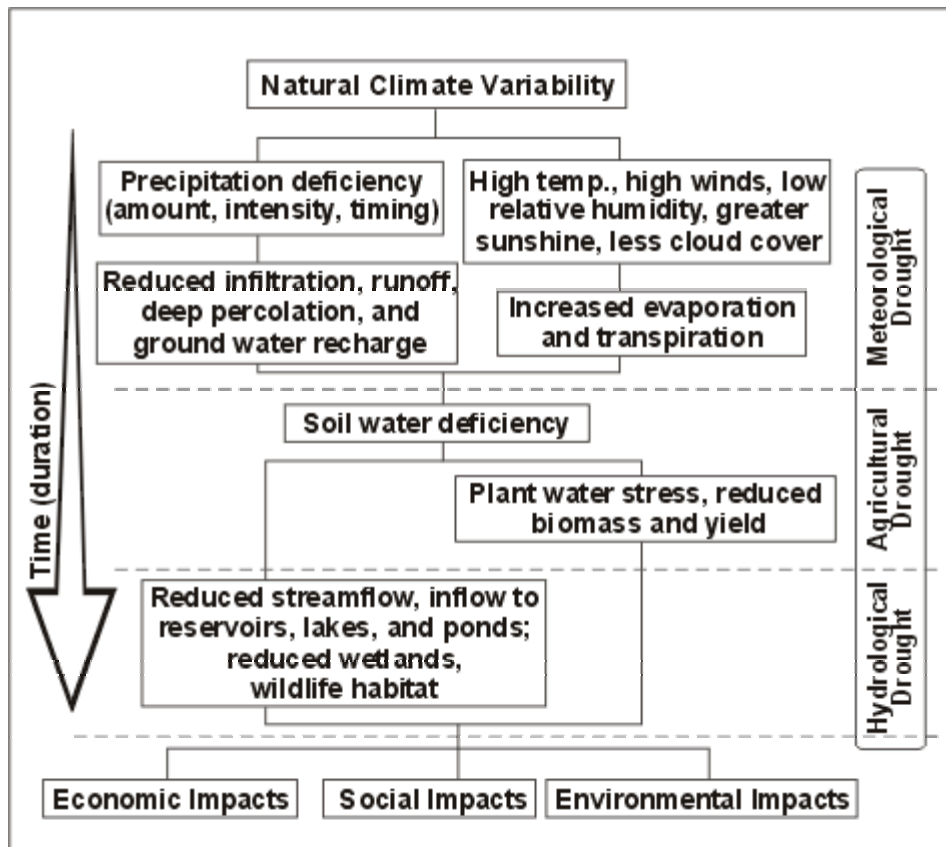 Natural Climate Variability
Precipitation deficiency
(amount, intensity, timing)
High temp., high winds, low
relative humidity, greater
sunshine, less cloud cover
Reduced infiltration, runoff,
deep percolation, and
ground water recharge
Increased evaporation
and transpiration
Soil water deficiency
Plant water stress, reduced
biomass and yield
Reduced streamflow, inflow to
reservoirs, lakes, and ponds;
reduced wetlands,
wildlife habitat
Economic Impacts
Social Impacts
Environmental Impacts
Time (duration)
Meteorological
Drought
Agricultural
Drought
Hydrological
Drought